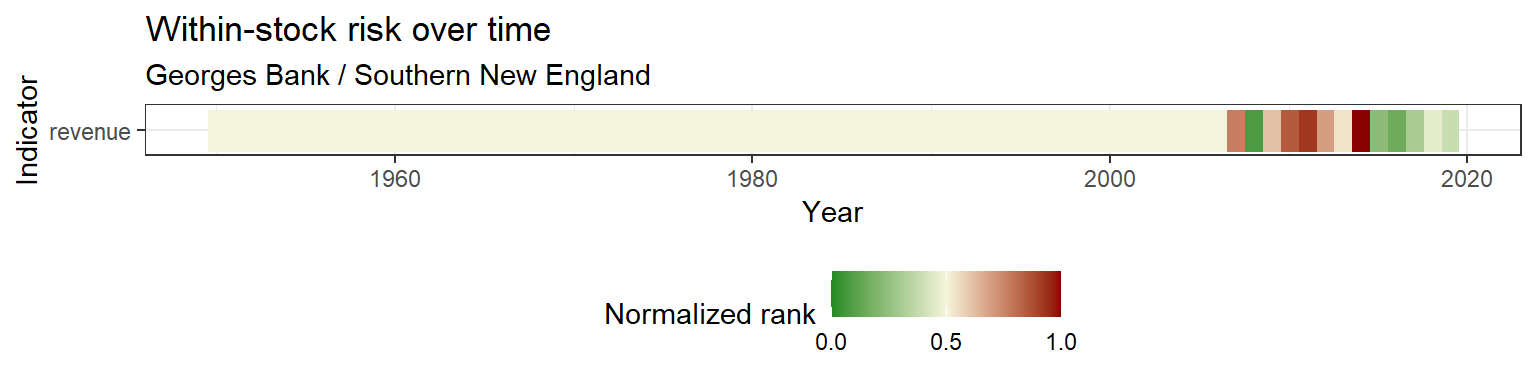 Within-stock risk over time
Georges Bank / Southern New England
Indicator
revenue
1960 1980 2000 2020
Year
Normalized rank
0.0 0.5 1.0